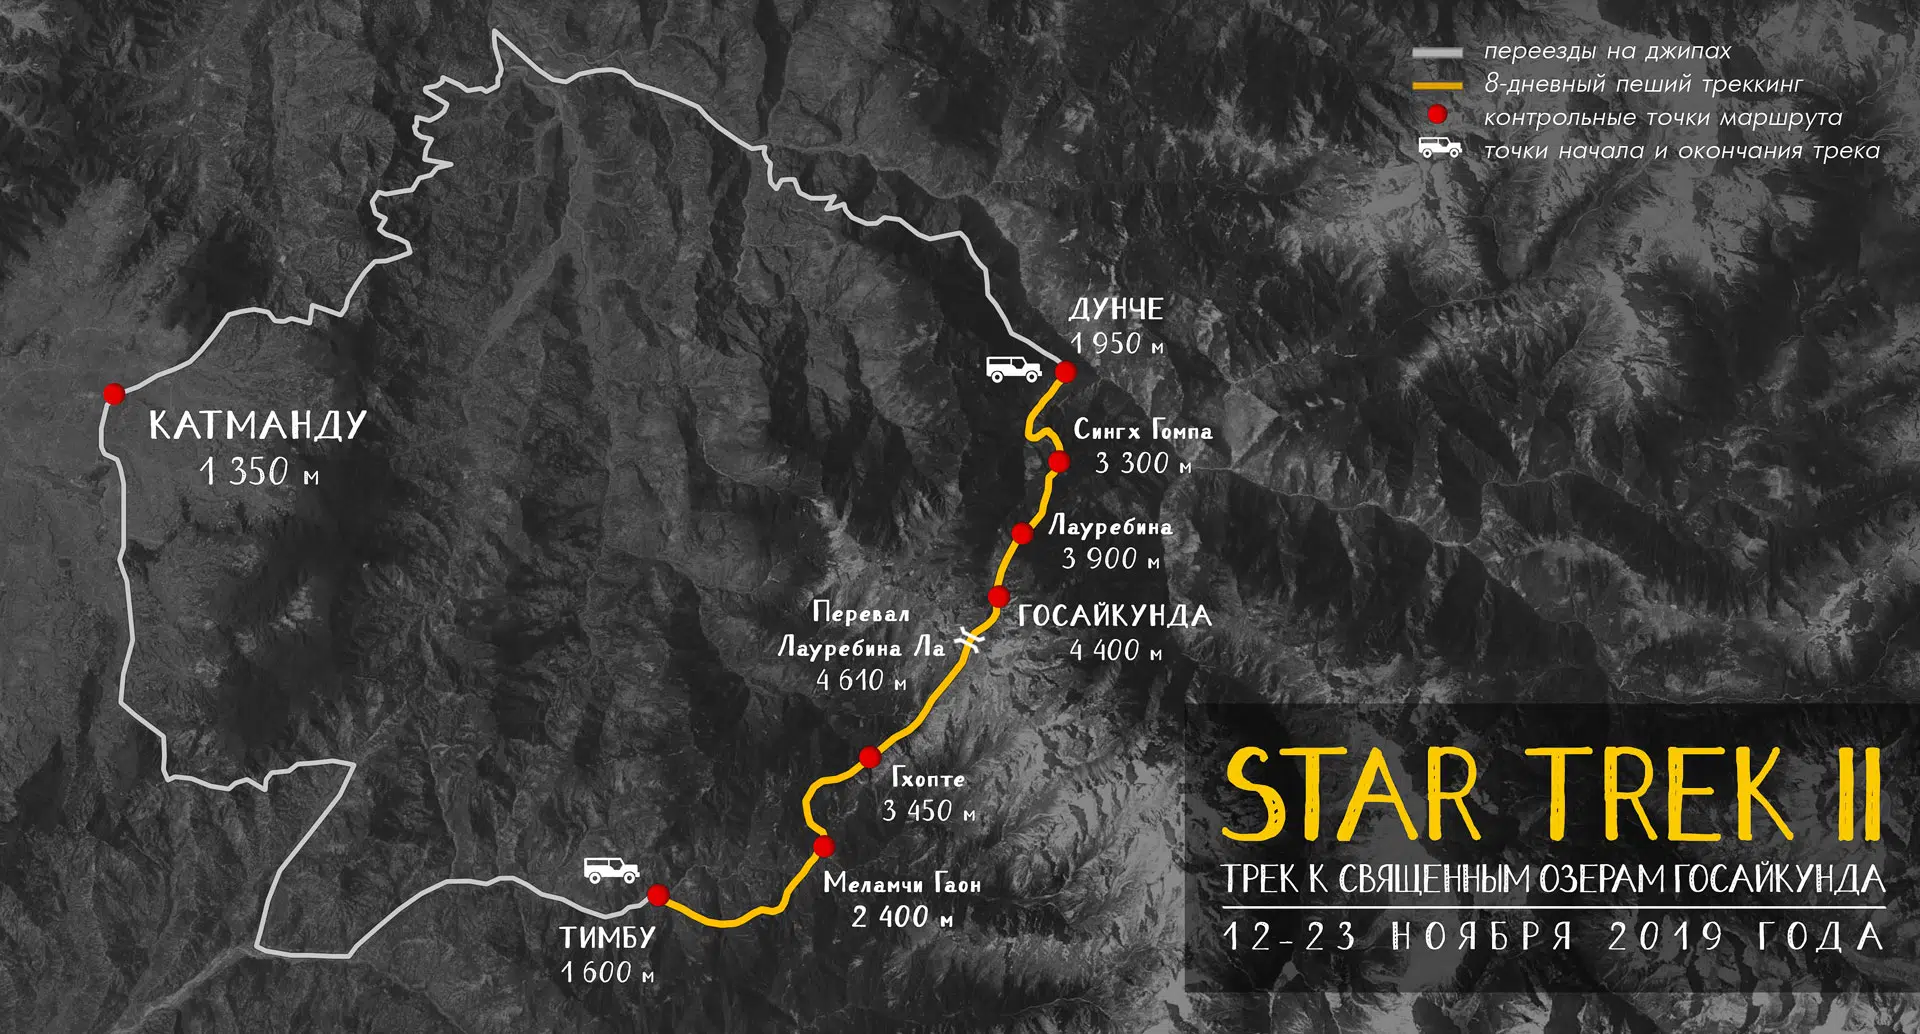 переезды на джипах
8-дневный пеший треккинг
контрольные точки маршрута
точки начала и окончания трека
ДУНЧЕ
1 950 м
КАТМАНДУ
1 350 м
Сингх Гомпа
3 300 м
Лауребина
3 900 м
ГОСАЙКУНДА
4 400 м
Перевал
Лауребина Ла
4 610 м
Гхопте
3 450 м
Меламчи Гаон
2 400 м
ТИМБУ
1 600 м
STAR TREK II
ТРЕК К СВЯЩЕННЫМ ОЗЕРАМ ГОСАЙКУНДА
12-23 НОЯБРЯ 2019 ГОДА